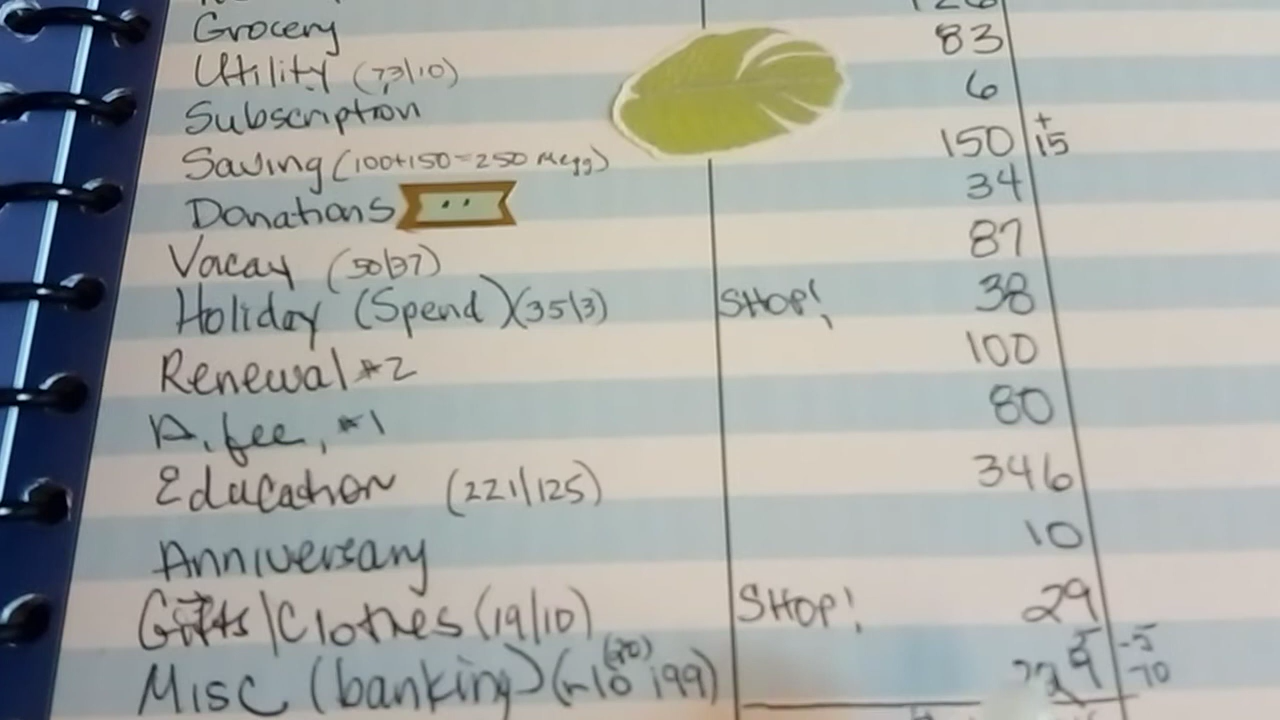 Grocery
Utility (73/10) 83
Subscription 6
Saving (100+150=250 Megg) 150 +15
Donations 34
Vacay (50/37) 87
Holiday (Spend) (35/3) SHOP! 38
Renewal #2 100
A. fee, #1 80
Education (221/125) 346
Anniversary 10
Gifts/Clothes (19/10) SHOP! 29
Misc (banking) -5 -70